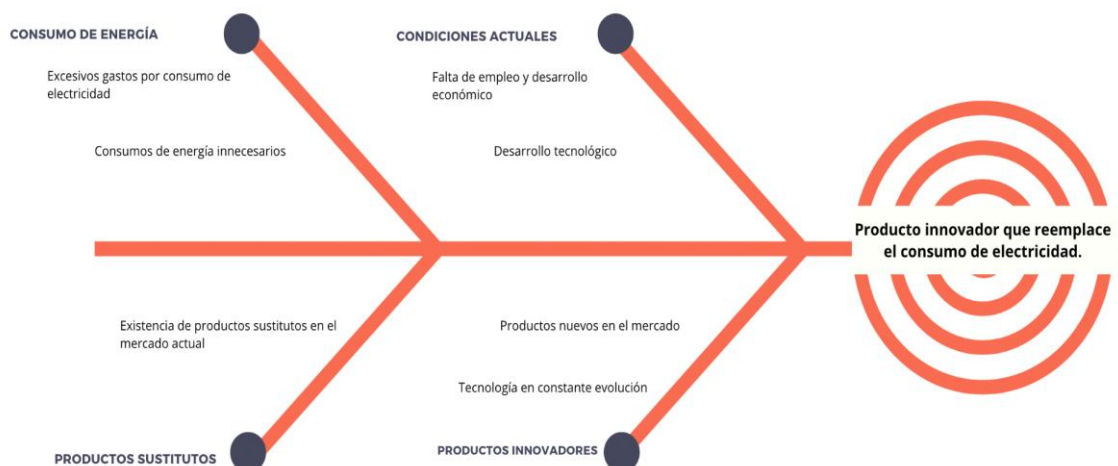 CONSUMO DE ENERGÍA
Excesivos gastos por consumo de
electricidad
Consumos de energía innecesarios
CONDICIONES ACTUALES
Falta de empleo y desarrollo
económico
Desarrollo tecnológico
Producto innovador que reemplace
el consumo de electricidad.
Existencia de productos sustitutos en el
mercado actual
PRODUCTOS SUSTITUTOS
Productos nuevos en el mercado
Tecnología en constante evolución
PRODUCTOS INNOVADORES